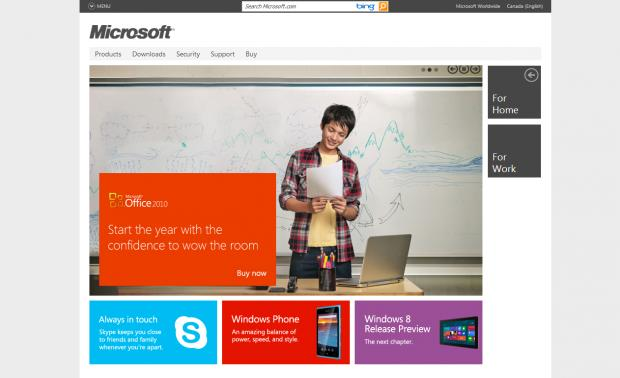 MENU
Search Microsoft.com bing
Microsoft Worldwide Canada (English)
Microsoft
Products Downloads Security Support Buy
For
Home
For
Work
Microsoft
Office 2010
Start the year with the
confidence to wow the room
Buy now
Always in touch
Skype keeps you close
to friends and family
whenever you're apart.
S
Windows Phone
An amazing balance of
power, speed, and style.
Windows 8
Release Preview
The next chapter.